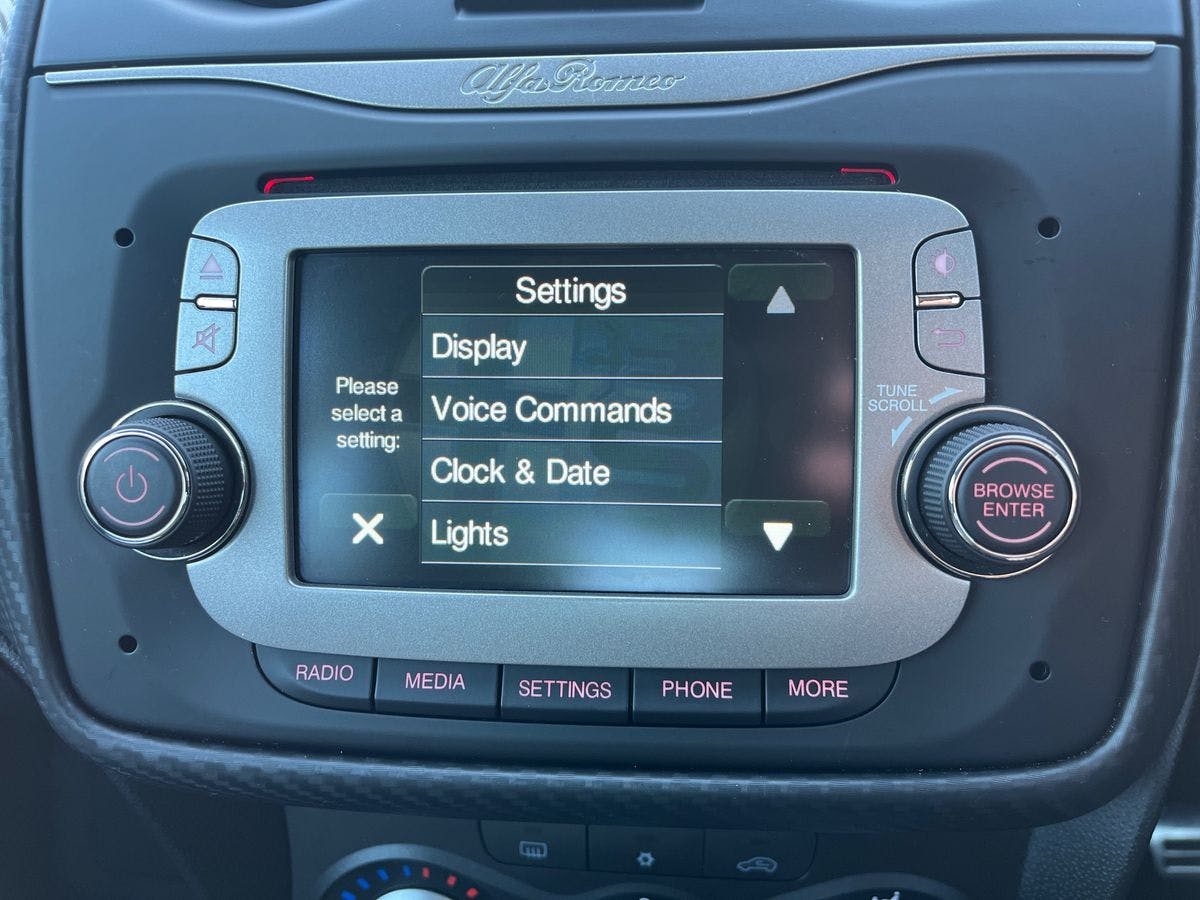 Alfa Romeo
Settings
Display
Voice Commands
Clock & Date
Lights
Please
select a
setting:
TUNE
SCROLL
BROWSE
ENTER
RADIO
MEDIA
SETTINGS
PHONE
MORE